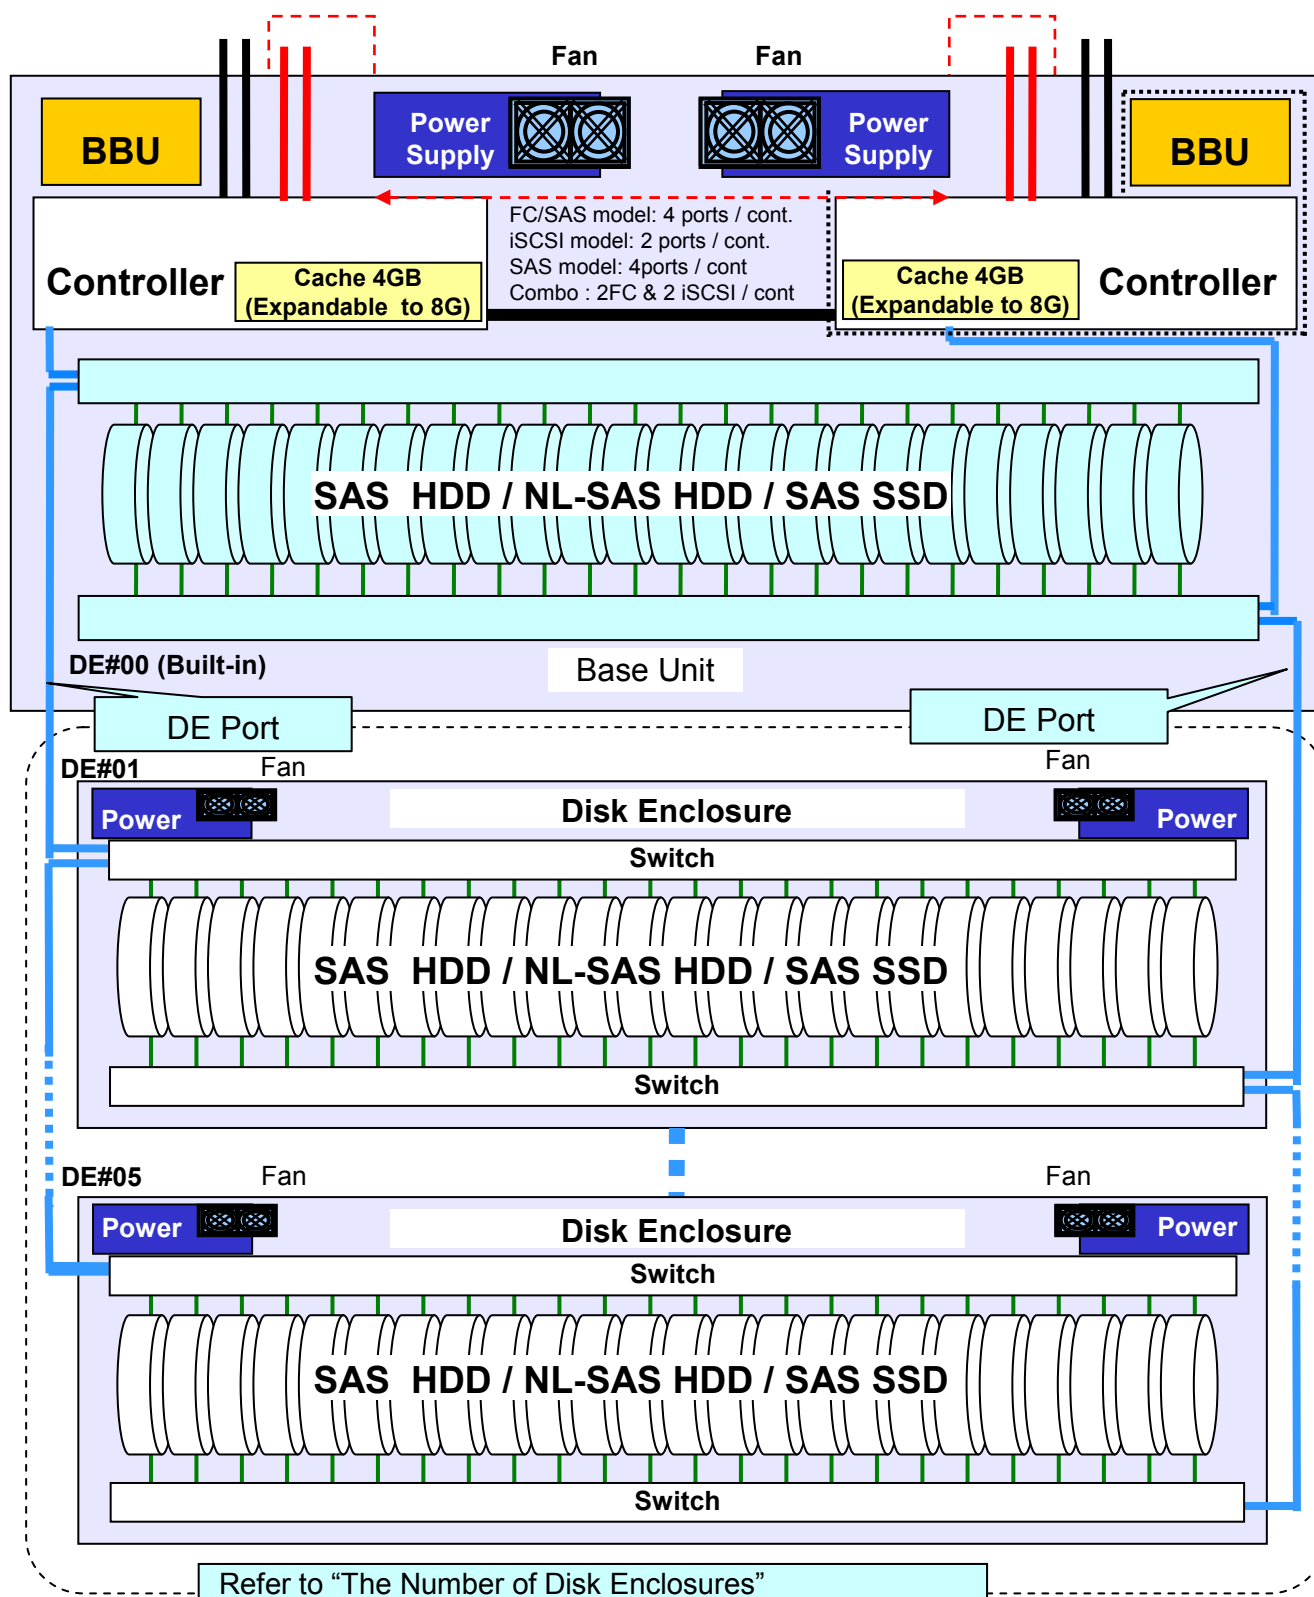 Fan
Fan
BBU
Power
Supply
Power
Supply
BBU
FC/SAS model: 4 ports / cont.
iSCSI model: 2 ports / cont.
SAS model: 4ports / cont
Combo : 2FC & 2 iSCSI / cont
Controller
Cache 4GB
(Expandable to 8G)
Cache 4GB
(Expandable to 8G)
Controller
SAS HDD / NL-SAS HDD / SAS SSD
DE#00 (Built-in)
Base Unit
DE Port
DE Port
DE#01
Fan
Fan
Power
Disk Enclosure
Power
Switch
SAS HDD / NL-SAS HDD / SAS SSD
Switch
DE#05
Fan
Fan
Power
Disk Enclosure
Power
Switch
SAS HDD / NL-SAS HDD / SAS SSD
Switch
Refer to “The Number of Disk Enclosures”